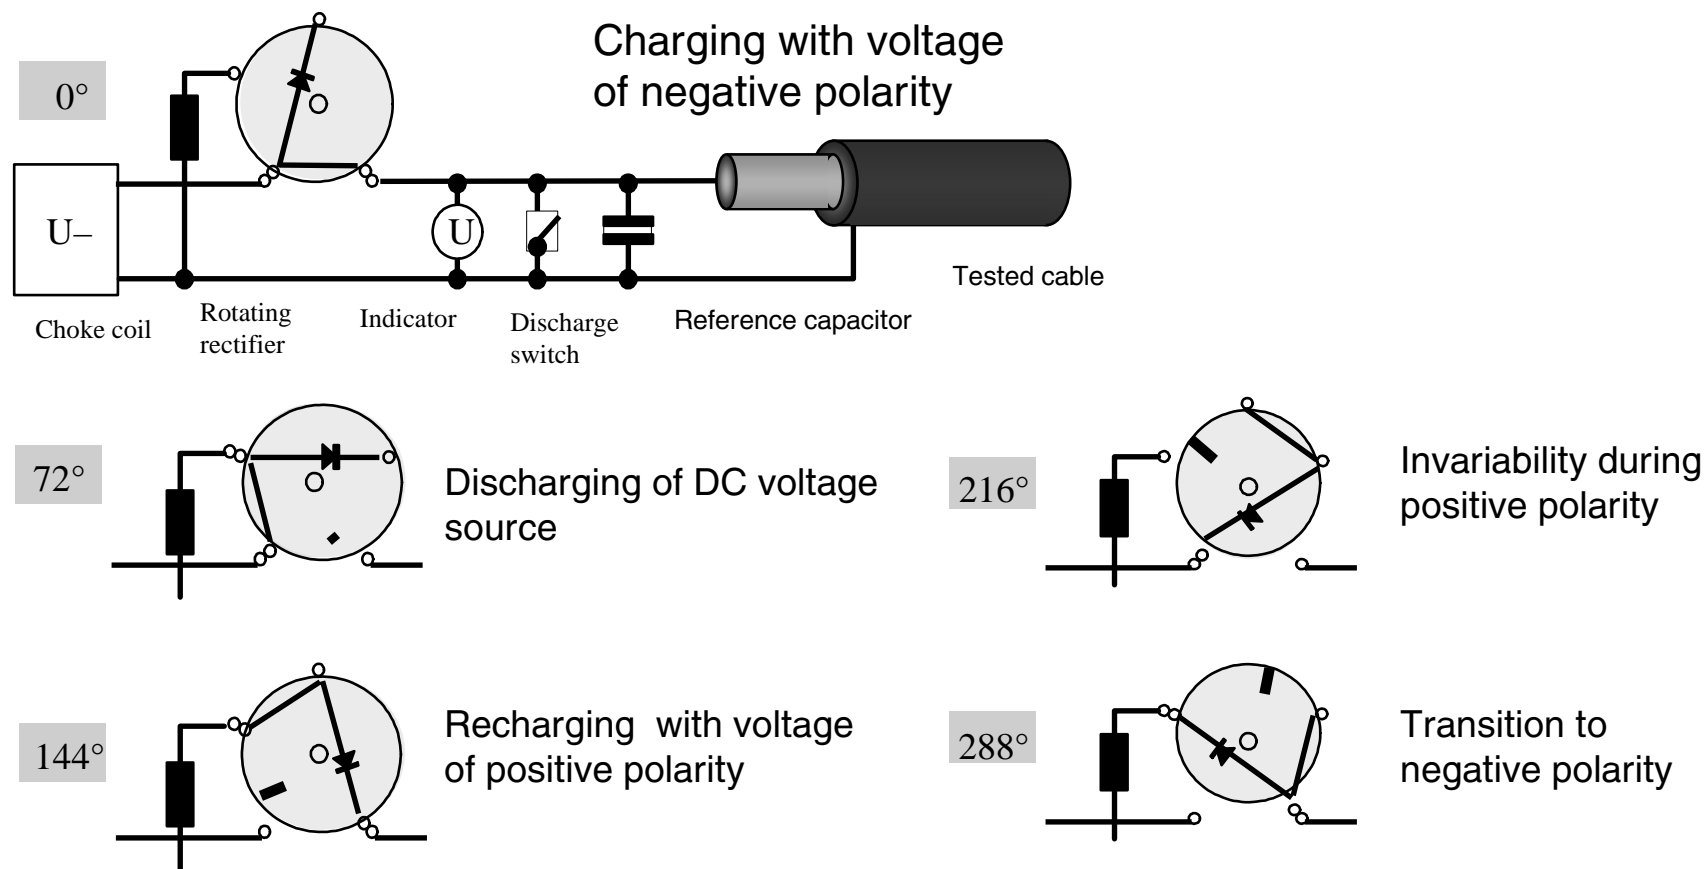 Charging with voltage
of negative polarity
0°
U–
U
Tested cable
Choke coil
Rotating
rectifier
Indicator
Discharge
switch
Reference capacitor
72°
Discharging of DC voltage
source
216°
Invariability during
positive polarity
144°
Recharging  with voltage
of positive polarity
288°
Transition to
negative polarity